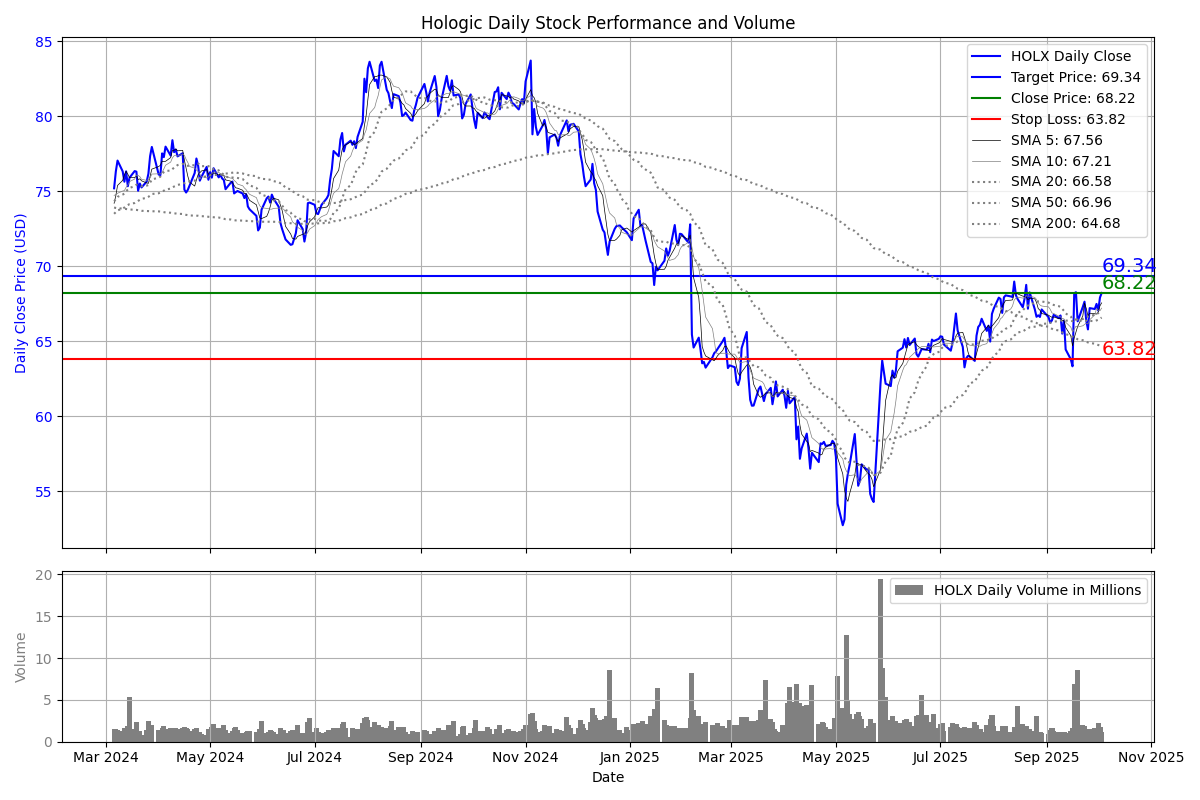 Hologic Daily Stock Performance and Volume
85
80
75
70
65
60
55
Daily Close Price (USD)
HOLX Daily Close
Target Price: 69.34
Close Price: 68.22
Stop Loss: 63.82
SMA 5: 67.56
SMA 10: 67.21
SMA 20: 66.58
SMA 50: 66.96
SMA 200: 64.68
69.34
68.22
63.82
20
15
10
5
0
Volume
HOLX Daily Volume in Millions
Mar 2024 May 2024 Jul 2024 Sep 2024 Nov 2024 Jan 2025 Mar 2025 May 2025 Jul 2025 Sep 2025 Nov 2025
Date